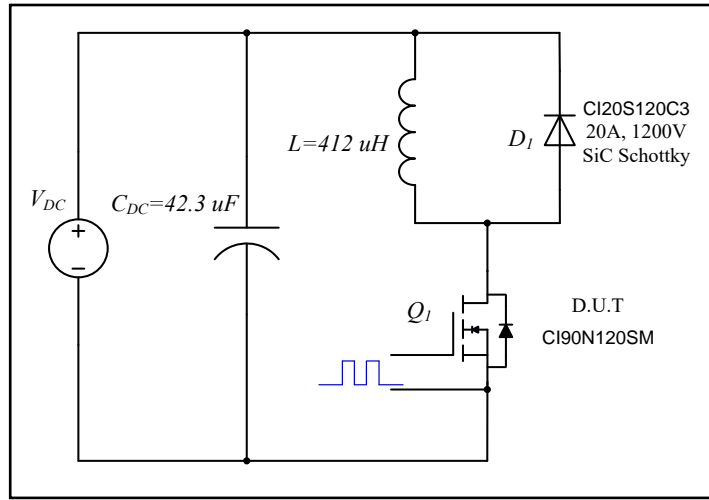 CI20S120C3
20A, 1200V
SiC Schottky
D1
L=412 uH
VDC
CDC=42.3 uF
+
−
Q1
D.U.T
CI90N120SM